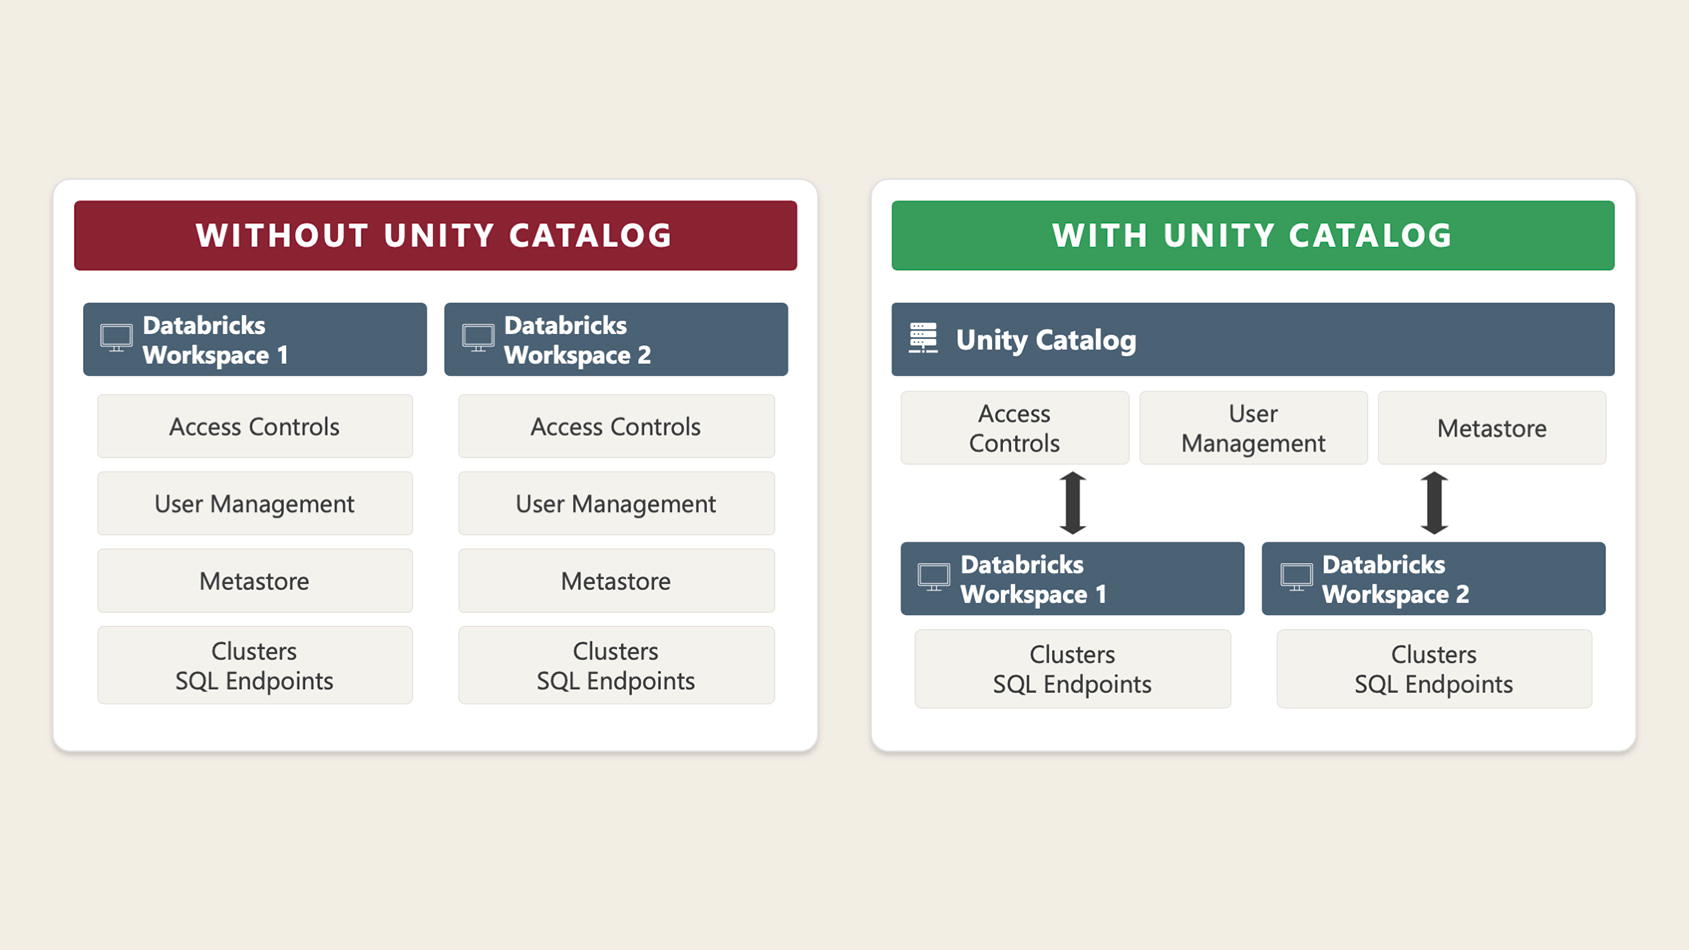 WITHOUT UNITY CATALOG
Databricks
Workspace 1
Access Controls
User Management
Metastore
Clusters
SQL Endpoints
Databricks
Workspace 2
Access Controls
User Management
Metastore
Clusters
SQL Endpoints
WITH UNITY CATALOG
Unity Catalog
Access
Controls
User
Management
Metastore
Databricks
Workspace 1
Clusters
SQL Endpoints
Databricks
Workspace 2
Clusters
SQL Endpoints